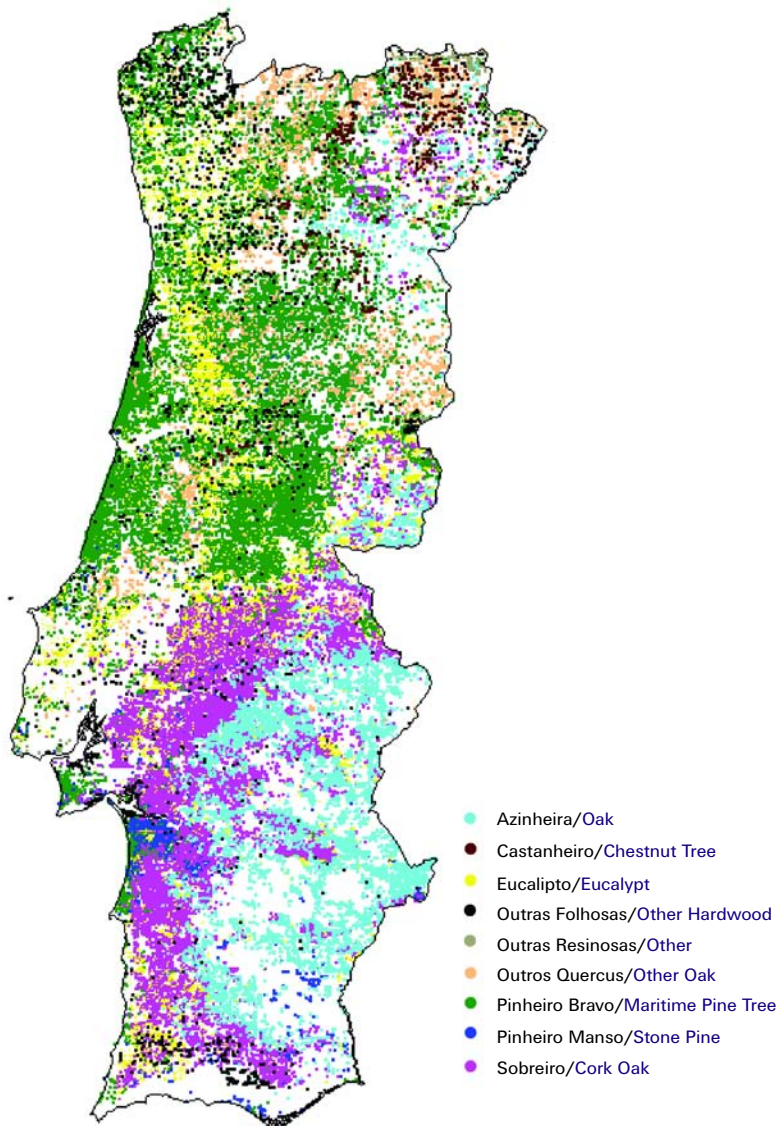 Azinheira/Oak
Castanheiro/Chestnut Tree
Eucalipto/Eucalypt
Outras Folhosas/Other Hardwood
Outras Resinosas/Other
Outros Quercus/Other Oak
Pinheiro Bravo/Maritime Pine Tree
Pinheiro Manso/Stone Pine
Sobreiro/Cork Oak